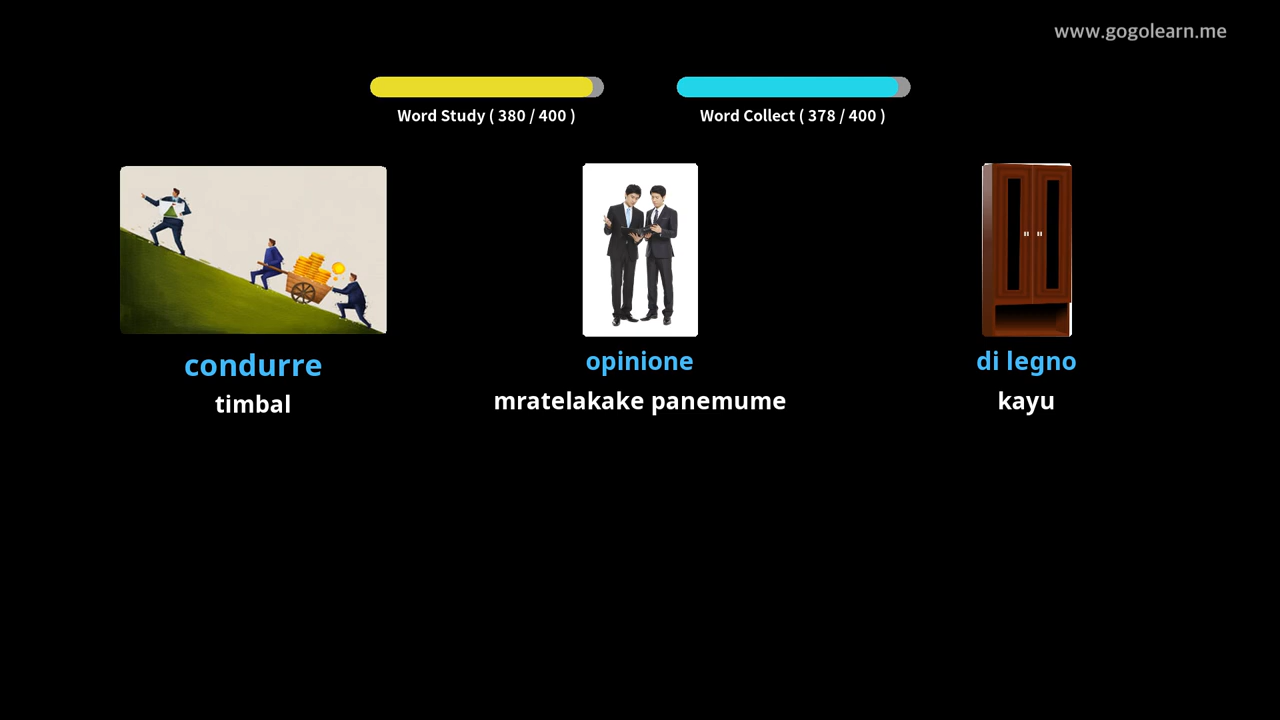 www.gogolearn.me
Word Study ( 380 / 400 )
Word Collect ( 378 / 400 )
condurre
timbal
opinione
mratelakake panemume
di legno
kayu